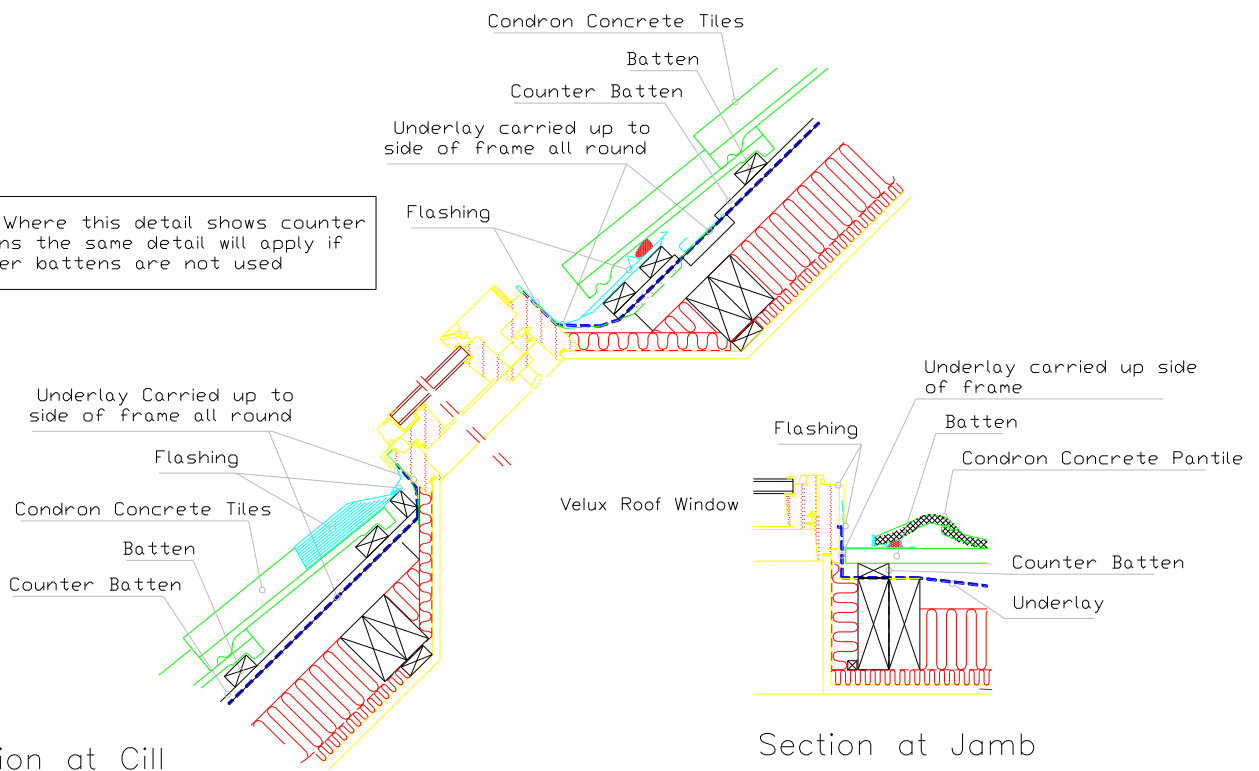 Condron Concrete Tiles
Batten
Counter Batten
Underlay carried up to
side of frame all round
Flashing
Where this detail shows counter
ns the same detail will apply if
er battens are not used
Underlay Carried up to
side of frame all round
Flashing
Condron Concrete Tiles
Batten
Counter Batten
ion at Cill
Velux Roof Window
Underlay carried up side
of frame
Batten
Flashing
Condron Concrete Pantile
Counter Batten
Underlay
Section at Jamb